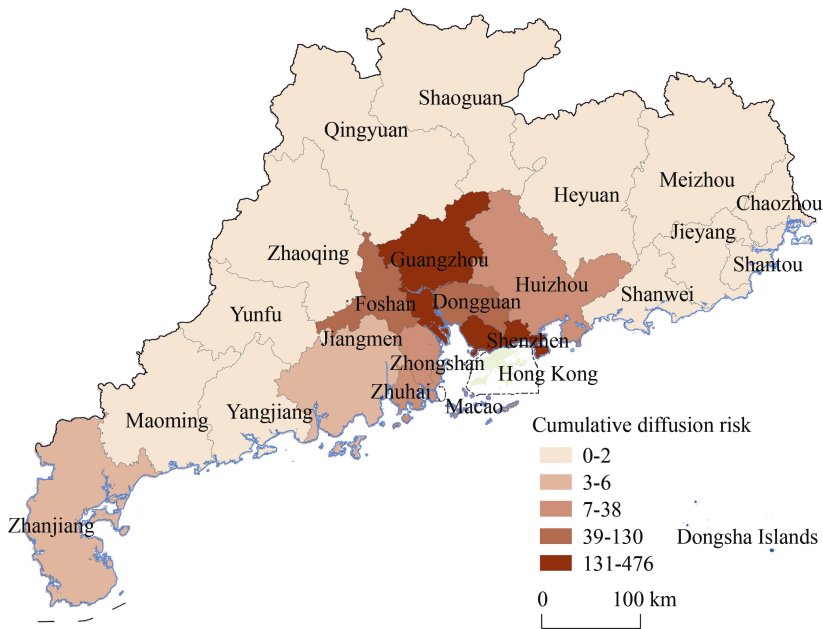 Shaoguan
Qingyuan
Meizhou
Heyuan
Chaozhou
Jieyang
Zhaoqing
Guangzhou
Shantou
Huizhou
Shanwei
Foshan
Dongguan
Yunfu
Jiangmen
Shenzhen
Zhongshan
Hong Kong
Zhuhai
Macao
Yangjiang
Maoming
Zhanjiang
Cumulative diffusion risk
0-2
3-6
7-38
39-130
131-476
Dongsha Islands
0 100 km